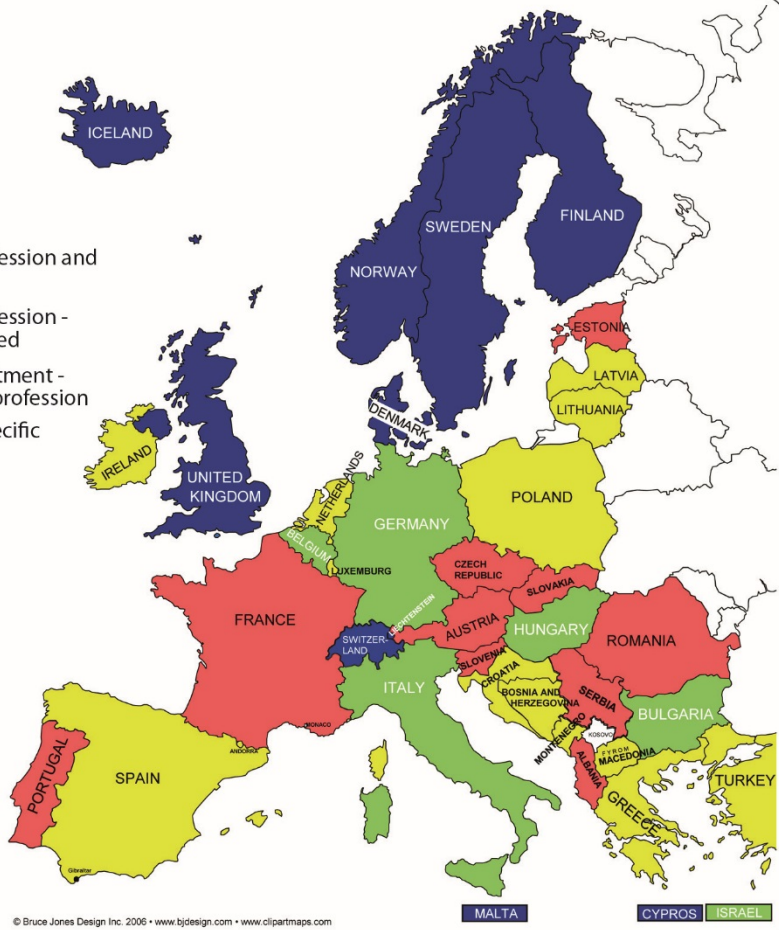 ICELAND
SWEDEN
FINLAND
NORWAY
ession and
ession -
ed
tment -
profession
cific
ESTONIA
LATVIA
LITHUANIA
DENMARK
IRELAND
UNITED
KINGDOM
NETHERLANDS
POLAND
GERMANY
BELGIUM
LUXEMBURG
CZECH
REPUBLIC
SLOVAKIA
FRANCE
LIECHTENSTEIN
AUSTRIA
HUNGARY
ROMANIA
SWITZER-
LAND
SLOVENIA
CROATIA
ITALY
BOSNIA AND
HERZEGOVINA
SERBIA
BULGARIA
MONACO
MONTENEGRO
KOSOVO
ANDORRA
FYROM
MACEDONIA
ALBANIA
PORTUGAL
SPAIN
TURKEY
GREECE
Gibraltar
MALTA
CYPROS
ISRAEL
© Bruce Jones Design Inc. 2006 • www.bjdesign.com • www.clipartmaps.com